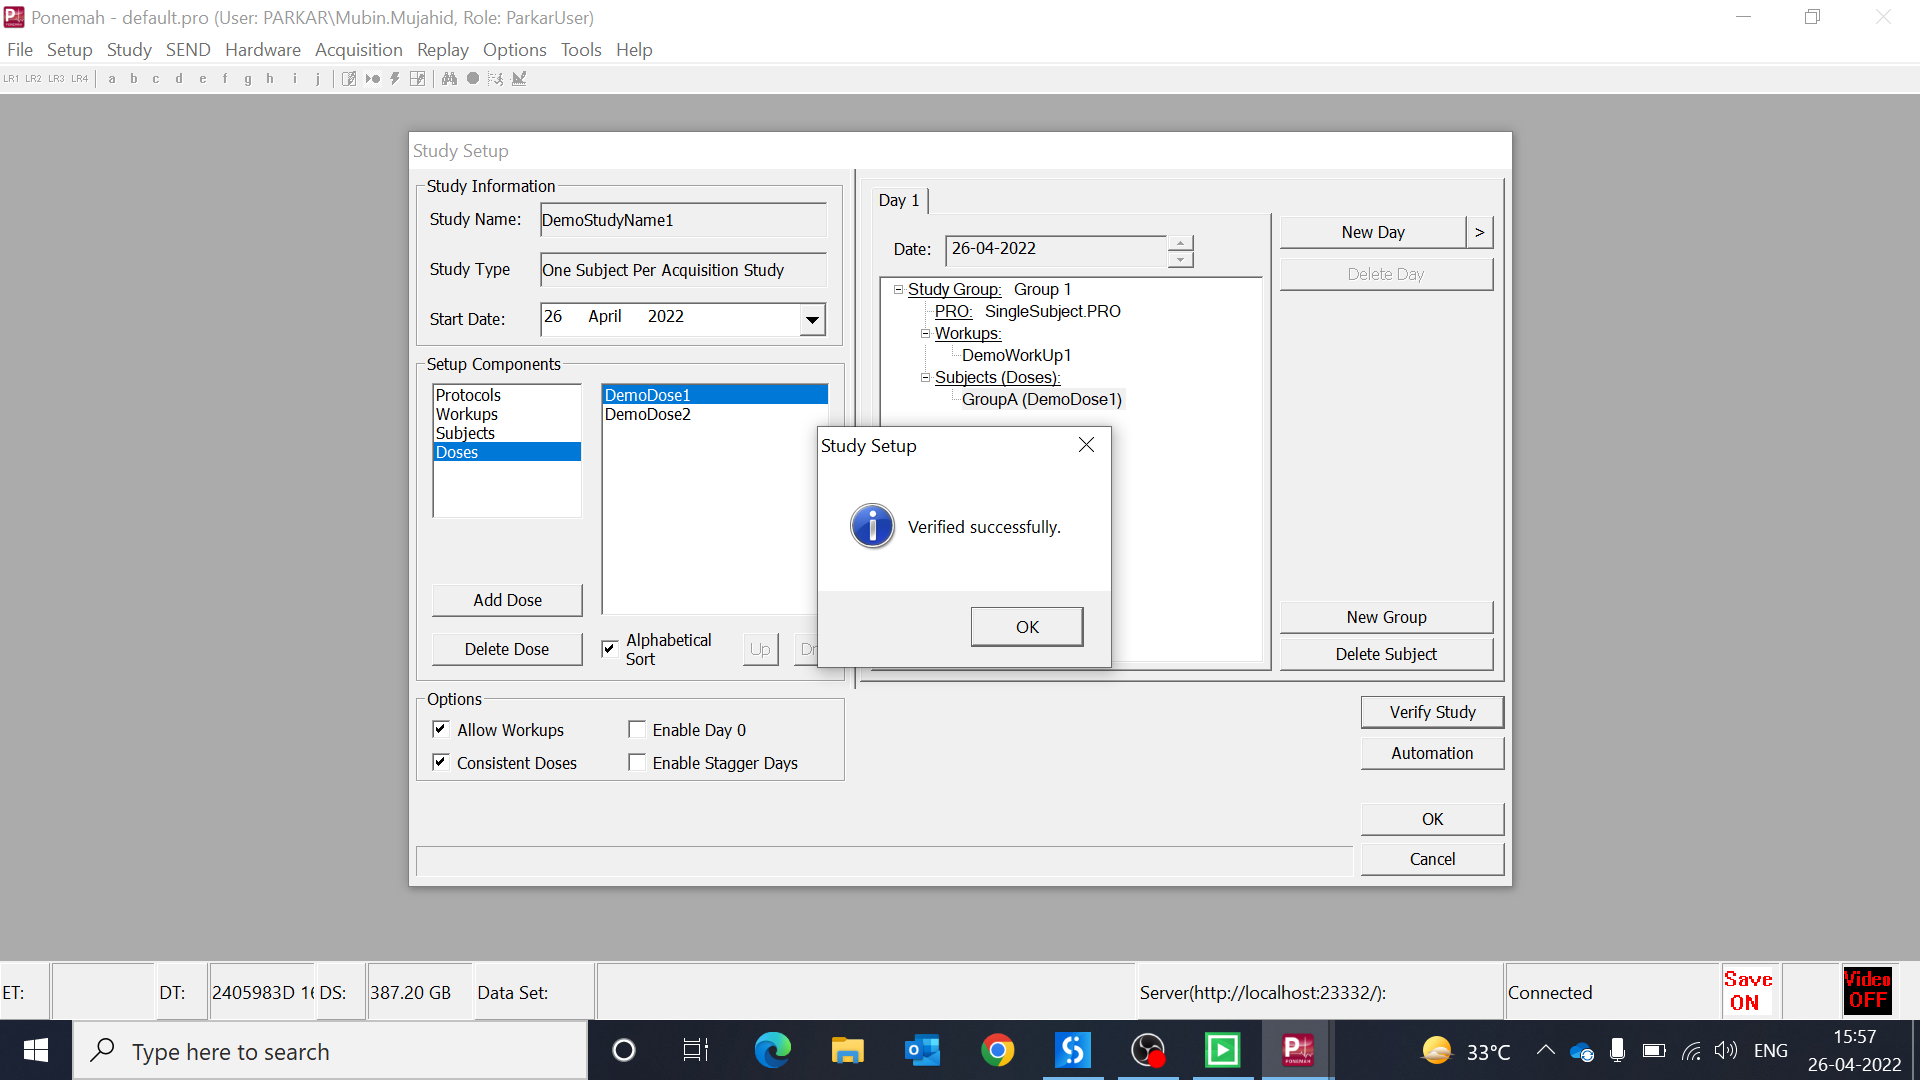 Ponemah - default.pro (User: PARKAR\Mubin.Mujahid, Role: ParkarUser)
File Setup Study SEND Hardware Acquisition Replay Options Tools Help
LR1 LR2 LR3 LR4 a b c d e f g h i j
Study Setup
Study Information
Study Name: DemoStudyName1
Study Type One Subject Per Acquisition Study
Start Date: 26 April 2022
Setup Components
Protocols
Workups
Subjects
Doses
DemoDose1
DemoDose2
Add Dose
Delete Dose
Alphabetical
Sort
Up
Options
Allow Workups
Enable Day 0
Consistent Doses
Enable Stagger Days
Day 1
Date: 26-04-2022
Study Group: Group 1
PRO: SingleSubject.PRO
Workups:
DemoWorkUp1
Subjects (Doses):
GroupA (DemoDose1)
New Day >
Delete Day
New Group
Delete Subject
Verify Study
Automation
OK
Cancel
Study Setup
Verified successfully.
OK
ET: DT: 2405983D DS: 387.20 GB Data Set: Server(http://localhost:23332/): Connected
Save
ON
Video
OFF
Type here to search
33°C
ENG
15:57
26-04-2022